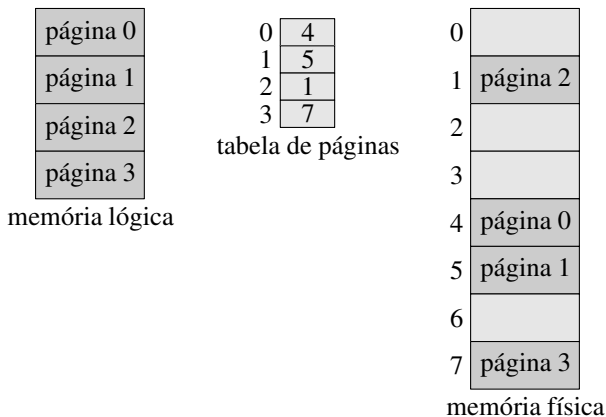 página 0
página 1
página 2
página 3
memória lógica
0 4
1 5
2 1
3 7
tabela de páginas
0
1 página 2
2
3
4 página 0
5 página 1
6
7 página 3
memória física